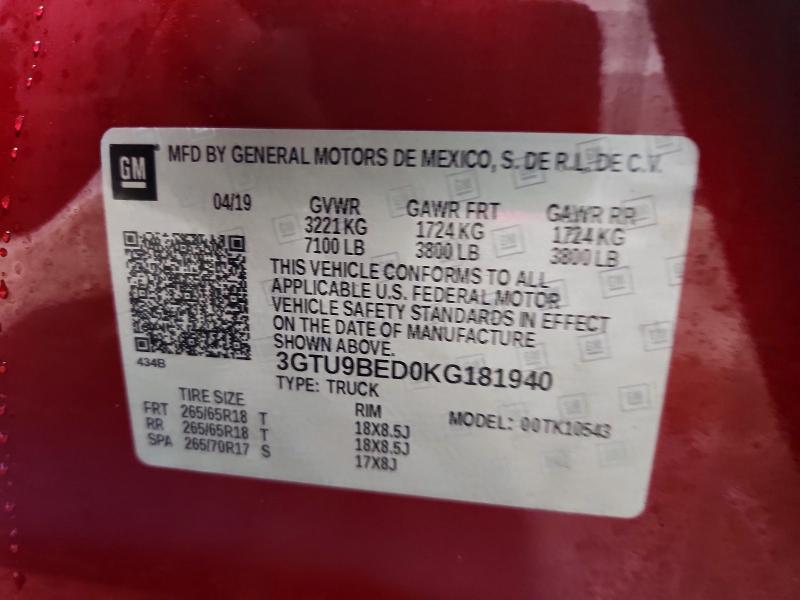 GM
MFD BY GENERAL MOTORS DE MEXICO, S. DE R.L. DE C.V.
04/19 GVWR GAWR FRT GAWR RR
3221 KG 1724 KG 1724 KG
7100 LB 3800 LB 3800 LB
THIS VEHICLE CONFORMS TO ALL
APPLICABLE U.S. FEDERAL MOTOR
VEHICLE SAFETY STANDARDS IN EFFECT
ON THE DATE OF MANUFACTURE
SHOWN ABOVE.
434B
3GTU9BED0KG181940
TYPE: TRUCK
TIRE SIZE RIM MODEL: 00TK10543
FRT 265/65R18 T 18X8.5J
RR 265/65R18 T 18X8.5J
SPA 265/70R17 S 17X8J